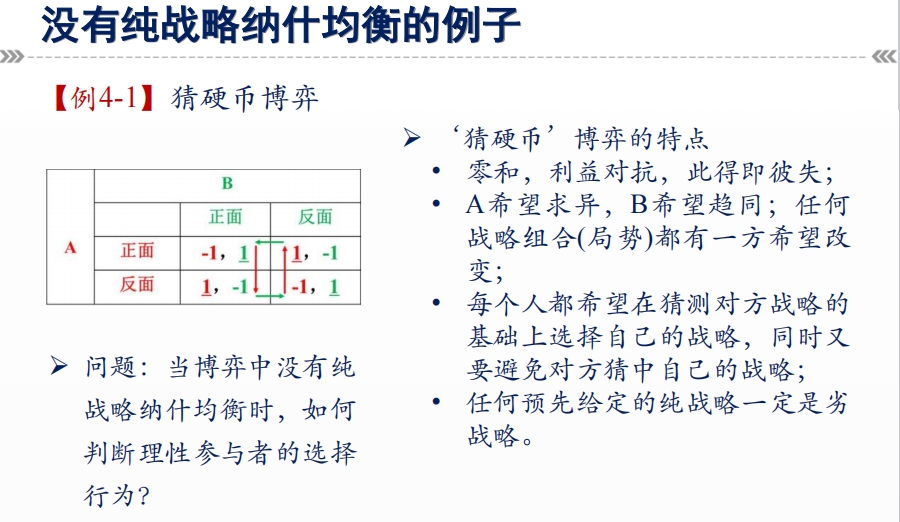 没有纯战略纳什均衡的例子
【例4-1】猜硬币博弈
B
正面 反面
A 正面 -1, 1 1, -1
反面 1, -1 -1, 1
➢ 问题：当博弈中没有纯
战略纳什均衡时，如何
判断理性参与者的选择
行为？
➢ ‘猜硬币’博弈的特点
• 零和，利益对抗，此得即彼失；
• A希望求异，B希望趋同；任何
战略组合(局势)都有一方希望改
变；
• 每个人都希望在猜测对方战略的
基础上选择自己的战略，同时又
要避免对方猜中自己的战略；
• 任何预先给定的纯战略一定是劣
战略。